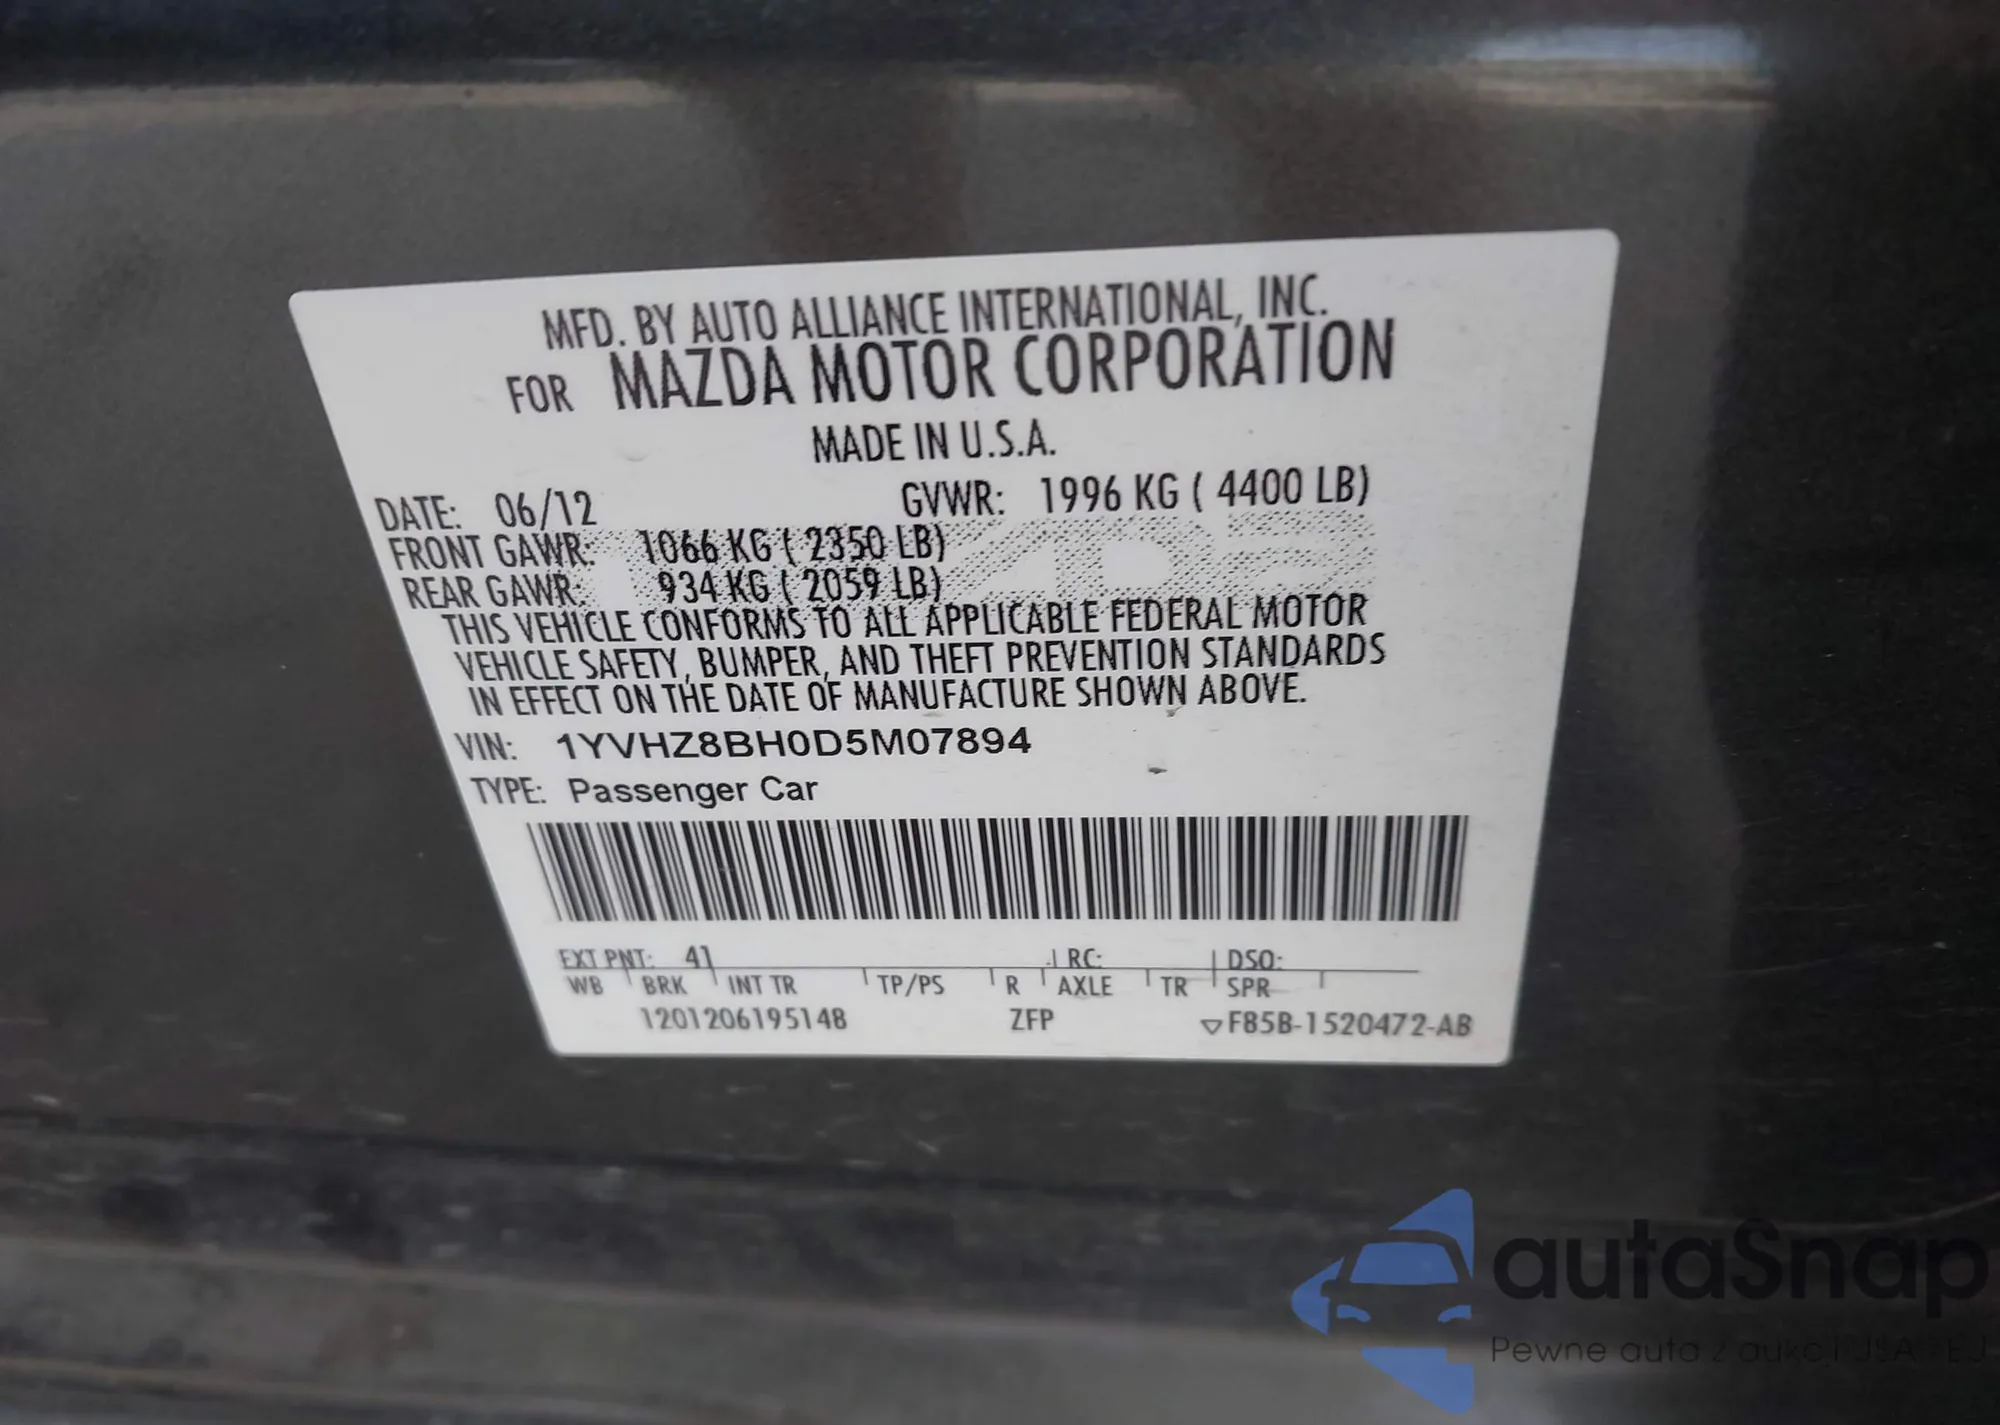 MFD. BY AUTO ALLIANCE INTERNATIONAL, INC.
FOR MAZDA MOTOR CORPORATION
MADE IN U.S.A.
DATE: 06/12 GVWR: 1996 KG ( 4400 LB)
FRONT GAWR: 1066 KG ( 2350 LB)
REAR GAWR: 934 KG ( 2059 LB)
THIS VEHICLE CONFORMS TO ALL APPLICABLE FEDERAL MOTOR
VEHICLE SAFETY, BUMPER, AND THEFT PREVENTION STANDARDS
IN EFFECT ON THE DATE OF MANUFACTURE SHOWN ABOVE.
VIN: 1YVHZ8BH0D5M07894
TYPE: Passenger Car
EXT PNT: 41 RC: DSO:
WB BRK INT TR TP/PS R AXLE TR SPR
1201206195148 ZFP ▽F85B-1520472-AB
autaSnap
Pewne auta z aukcji USA